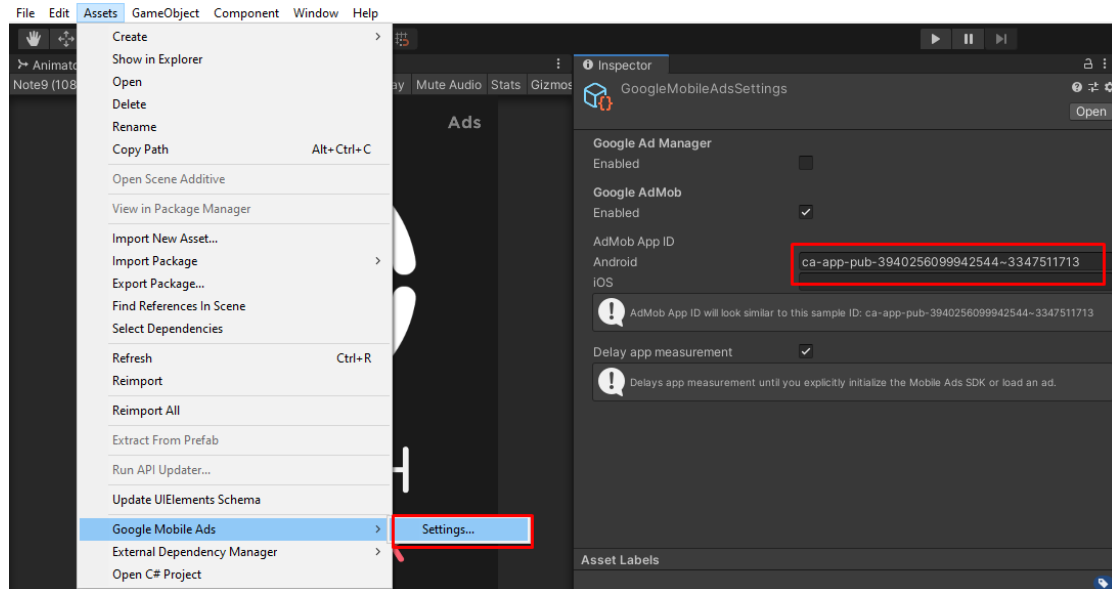 File Edit Assets GameObject Component Window Help
Create
Show in Explorer
Open
Delete
Rename
Copy Path Alt+Ctrl+C
Open Scene Additive
View in Package Manager
Import New Asset...
Import Package
Export Package...
Find References In Scene
Select Dependencies
Refresh Ctrl+R
Reimport
Reimport All
Extract From Prefab
Run API Updater...
Update UIElements Schema
Google Mobile Ads
Settings...
External Dependency Manager
Open C# Project
Note9 (108
Mute Audio Stats Gizmos
Ads
Inspector
GoogleMobileAdsSettings
Open
Google Ad Manager
Enabled
Google AdMob
Enabled
AdMob App ID
Android ca-app-pub-3940256099942544~3347511713
iOS
AdMob App ID will look similar to this sample ID: ca-app-pub-3940256099942544~3347511713
Delay app measurement
Delays app measurement until you explicitly initialize the Mobile Ads SDK or load an ad.
Asset Labels